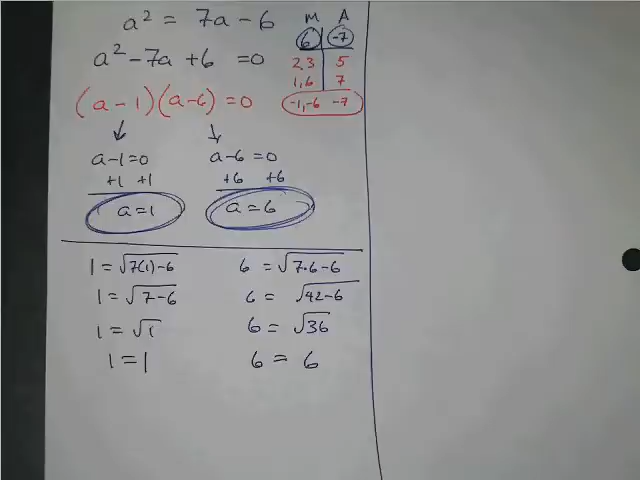 a² = 7a - 6
M A
6 -7
a² - 7a + 6 = 0
2,3 5
1,6 7
-1,-6 -7
(a - 1)(a - 6) = 0
a - 1 = 0 a - 6 = 0
+1 +1 +6 +6
a = 1 a = 6
1 = √7(1) - 6 6 = √7·6 - 6
1 = √7 - 6 6 = √42 - 6
1 = √1 6 = √36
1 = 1 6 = 6